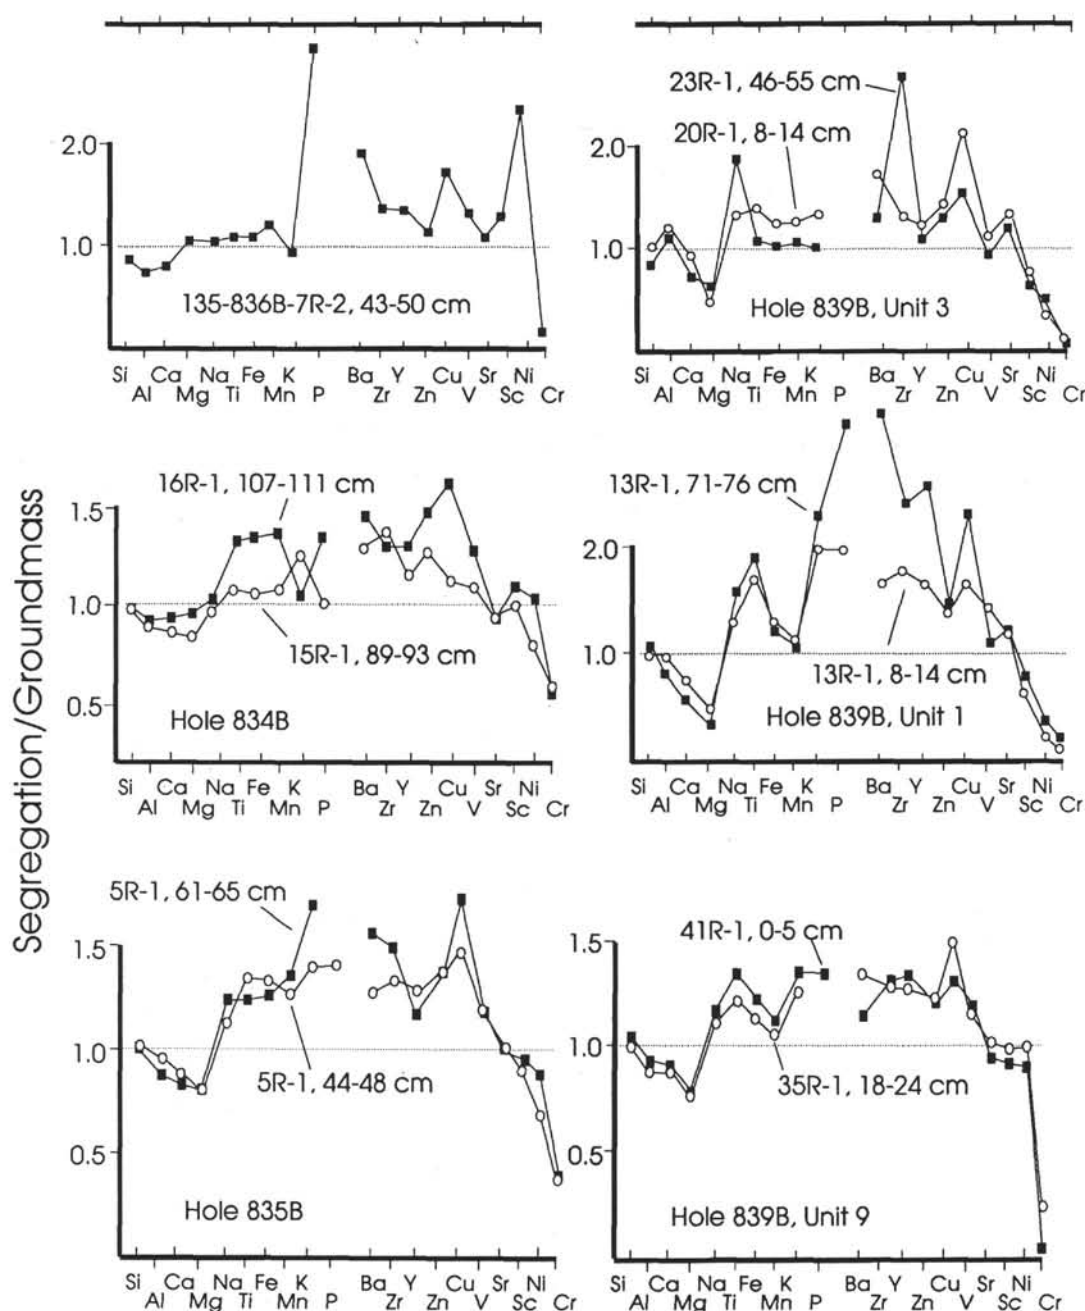 Segregation/Groundmass
2.0
1.0
135-836B-7R-2, 43-50 cm
Si Ca Na Fe K Ba Y Cu Sr Ni
Al Mg Ti Mn P Zr Zn V Sc Cr
23R-1, 46-55 cm
20R-1, 8-14 cm
2.0
1.0
Hole 839B, Unit 3
Si Ca Na Fe K Ba Y Cu Sr Ni
Al Mg Ti Mn P Zr Zn V Sc Cr
16R-1, 107-111 cm
1.5
1.0
15R-1, 89-93 cm
0.5
Hole 834B
Si Ca Na Fe K Ba Y Cu Sr Ni
Al Mg Ti Mn P Zr Zn V Sc Cr
13R-1, 71-76 cm
2.0
1.0
13R-1, 8-14 cm
Hole 839B, Unit 1
Si Ca Na Fe K Ba Y Cu Sr Ni
Al Mg Ti Mn P Zr Zn V Sc Cr
5R-1, 61-65 cm
1.5
1.0
5R-1, 44-48 cm
0.5
Hole 835B
Si Ca Na Fe K Ba Y Cu Sr Ni
Al Mg Ti Mn P Zr Zn V Sc Cr
41R-1, 0-5 cm
1.5
1.0
35R-1, 18-24 cm
0.5
Hole 839B, Unit 9
Si Ca Na Fe K Ba Y Cu Sr Ni
Al Mg Ti Mn P Zr Zn V Sc Cr